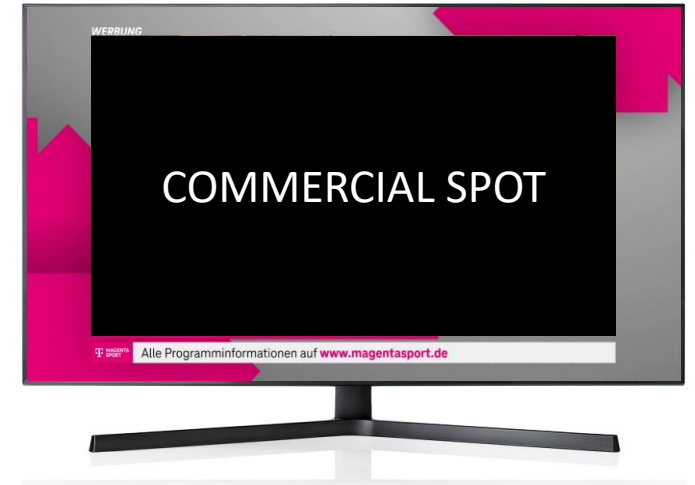 WERBUNG
COMMERCIAL SPOT
T MAGENTA SPORT
Alle Programminformationen auf www.magentasport.de